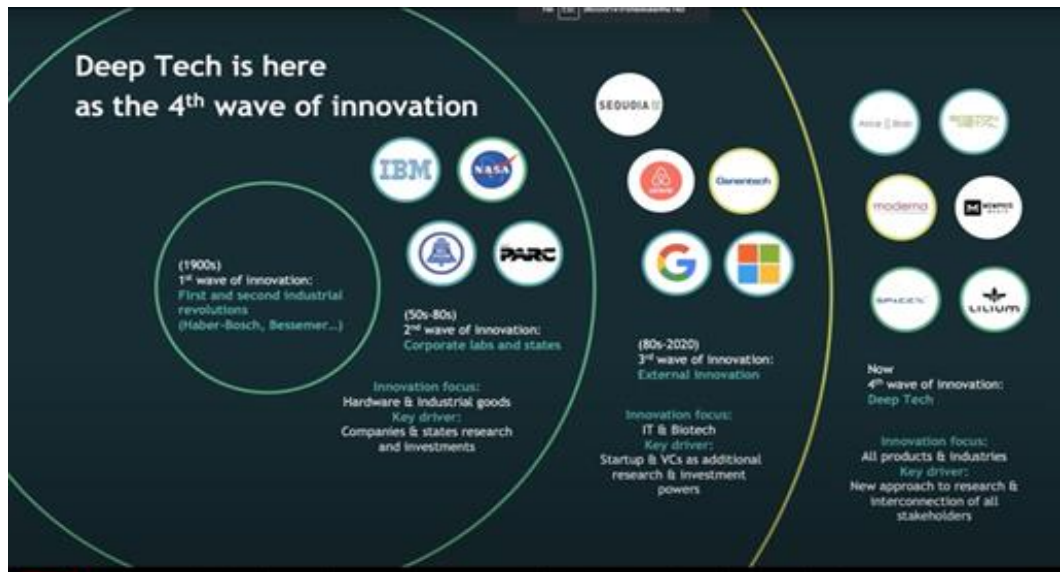 Deep Tech is here
as the 4th wave of innovation
IBM
NASA
PARC
(1900s)
1st wave of innovation:
First and second industrial
revolutions
(Haber-Bosch, Bessemer...)
(50s-80s)
2nd wave of innovation:
Corporate labs and states
Innovation focus:
Hardware & industrial goods
Key driver:
Companies & states research
and investments
SEQUOIA
airbnb
Genentech
G
(80s-2020)
3rd wave of innovation:
External innovation
Innovation focus:
IT & Biotech
Key driver:
Startup & VCs as additional
research & investment
powers
moderna
M MEMPHIS
MEATS
SPACEX
LILIUM
Now
4th wave of innovation:
Deep Tech
Innovation focus:
All products & industries
Key driver:
New approach to research &
interconnection of all
stakeholders